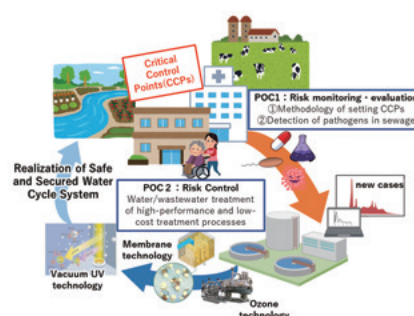 Critical
Control
Points(CCPs)
POC1：Risk monitoring・evaluation
①Methodology of setting CCPs
②Detection of pathogens in sewage
Realization of Safe
and Secured Water
Cycle System
POC 2：Risk Control
Water/wastewater treatment
of high-performance and low-
cost treatment processes
new cases
Membrane
technology
Vacuum UV
technology
Ozone technology